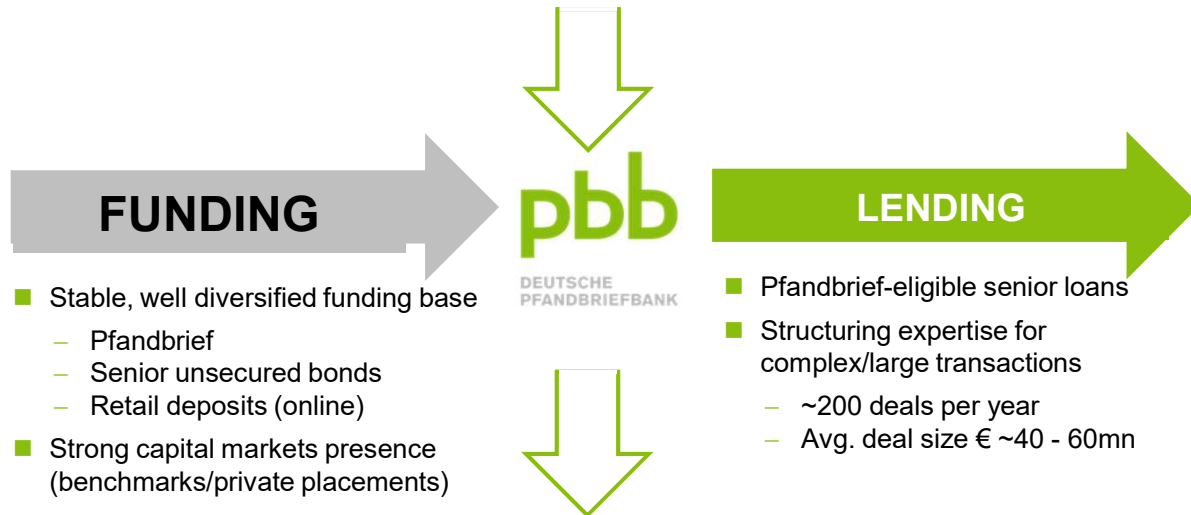 FUNDING
■ Stable, well diversified funding base
– Pfandbrief
– Senior unsecured bonds
– Retail deposits (online)
■ Strong capital markets presence
(benchmarks/private placements)
pbb
DEUTSCHE
PFANDBRIEFBANK
LENDING
■ Pfandbrief-eligible senior loans
■ Structuring expertise for
complex/large transactions
– ~200 deals per year
– Avg. deal size € ~40 - 60mn